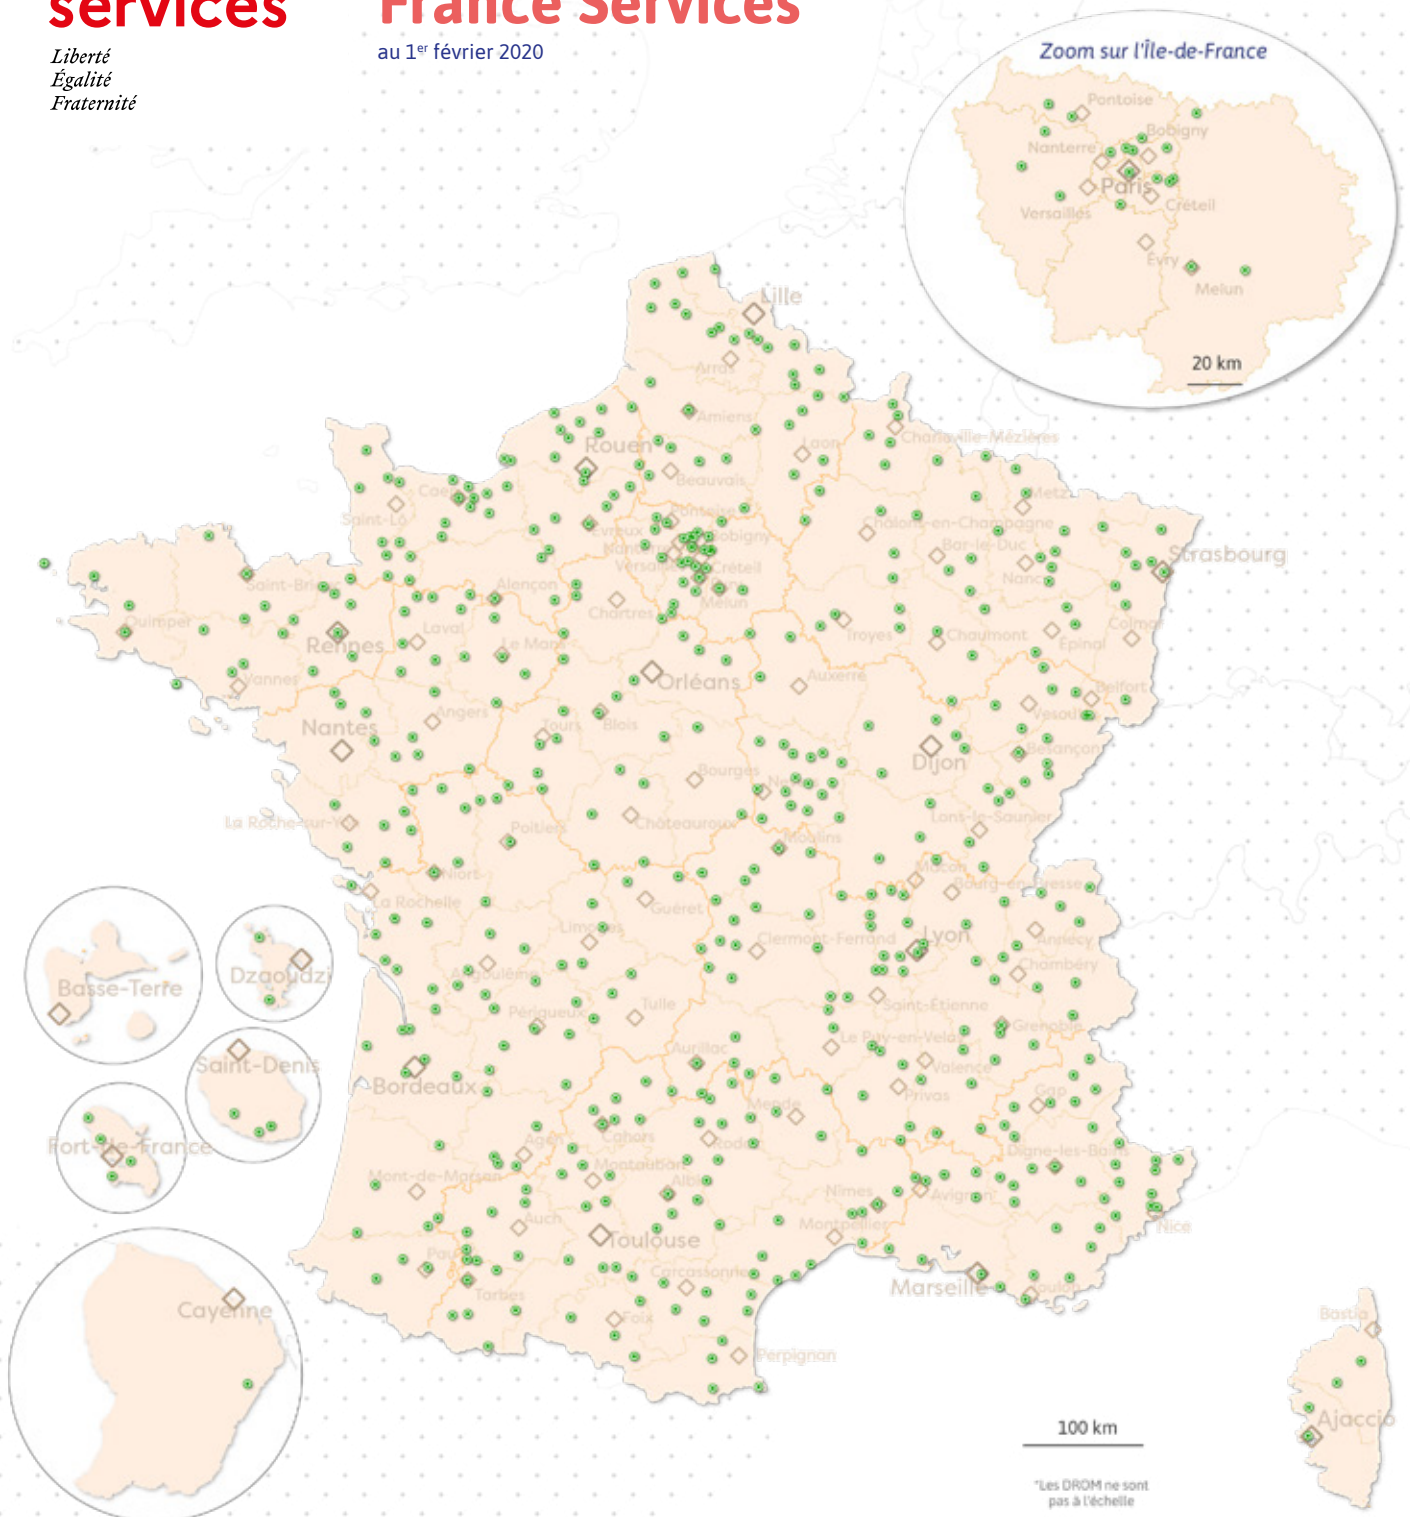 services
France Services
Liberté
Égalité
Fraternité
au 1er février 2020
Zoom sur l'Île-de-France
Pontoise
Bobigny
Nanterre
Paris
Versailles
Créteil
Évry
Melun
20 km
Lille
Arras
Amiens
Rouen
Laon
Charleville-Mézières
Beauvais
Caen
Saint-Lô
Metz
Pontoise
Châlons-en-Champagne
Évreux
Bobigny
Nanterre
Bar-le-Duc
Strasbourg
Versailles
Créteil
Nancy
Saint-Brieuc
Alençon
Melun
Chartres
Quimper
Colmar
Laval
Troyes
Chaumont
Épinal
Rennes
Le Mans
Vannes
Orléans
Auxerre
Belfort
Angers
Vesoul
Nantes
Tours
Blois
Besançon
Dijon
Bourges
Nevers
La Roche-sur-Yon
Poitiers
Châteauroux
Lons-le-Saunier
Moulins
Niort
Mâcon
Bourg-en-Bresse
La Rochelle
Guéret
Limoges
Clermont-Ferrand
Lyon
Annecy
Angoulême
Chambéry
Basse-Terre
Dzaoudzi
Périgueux
Tulle
Saint-Étienne
Grenoble
Le Puy-en-Velay
Aurillac
Saint-Denis
Valence
Bordeaux
Privas
Gap
Mende
Fort-de-France
Agen
Cahors
Rodez
Digne-les-Bains
Mont-de-Marsan
Montauban
Albi
Nîmes
Avignon
Auch
Montpellier
Nice
Toulouse
Pau
Carcassonne
Marseille
Toulon
Tarbes
Cayenne
Foix
Bastia
Perpignan
Ajaccio
100 km
*Les DROM ne sont
pas à l'échelle